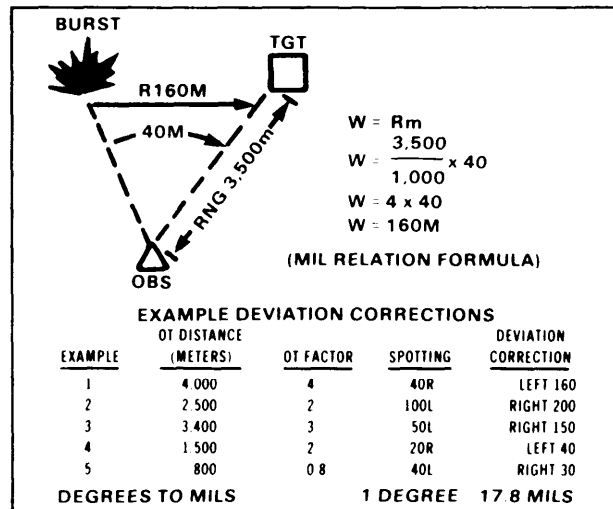 BURST
TGT
R160M
40M
RNG 3,500m
OBS
W = Rm
W = 3,500 / 1,000 x 40
W = 4 x 40
W = 160M
(MIL RELATION FORMULA)
EXAMPLE DEVIATION CORRECTIONS
EXAMPLE OT DISTANCE (METERS) OT FACTOR SPOTTING DEVIATION CORRECTION
1 4.000 4 40R LEFT 160
2 2.500 2 100L RIGHT 200
3 3.400 3 50L RIGHT 150
4 1.500 2 20R LEFT 40
5 800 0 8 40L RIGHT 30
DEGREES TO MILS 1 DEGREE 17.8 MILS